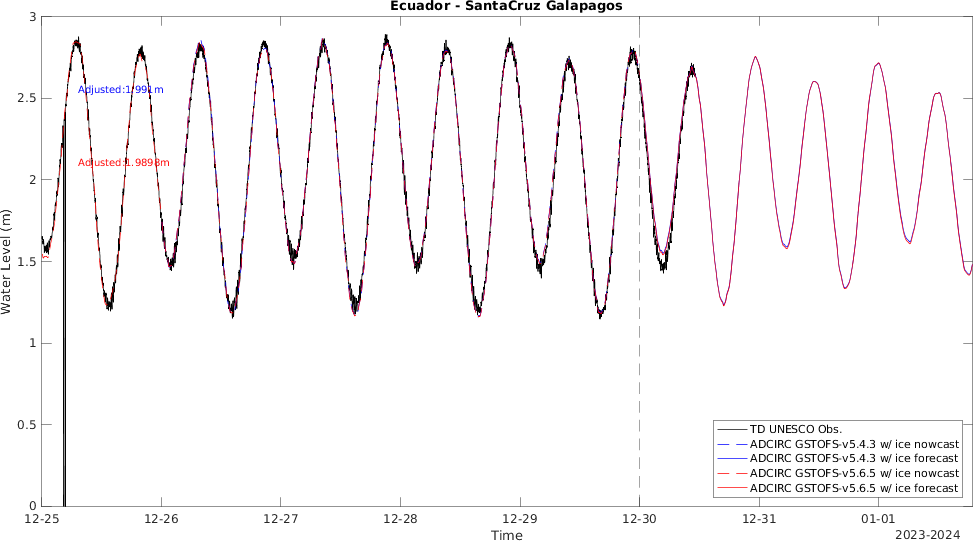 Ecuador - SantaCruz Galapagos
3
2.5
2
1.5
1
0.5
0
Water Level (m)
Adjusted:1.991m
Adjusted:1.9898m
TD UNESCO Obs.
ADCIRC GSTOFS-v5.4.3 w/ ice nowcast
ADCIRC GSTOFS-v5.4.3 w/ ice forecast
ADCIRC GSTOFS-v5.6.5 w/ ice nowcast
ADCIRC GSTOFS-v5.6.5 w/ ice forecast
12-25 12-26 12-27 12-28 12-29 12-30 12-31 01-01
Time
2023-2024